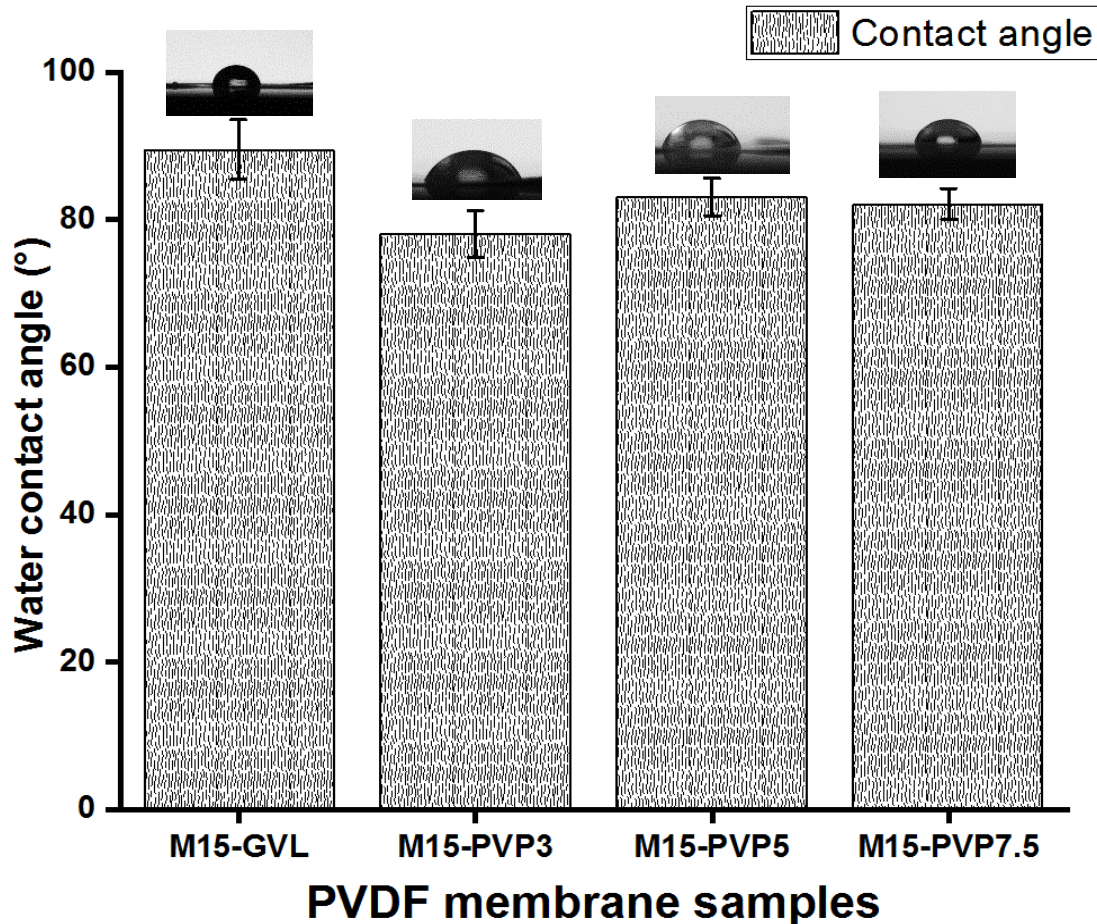 Contact angle
Water contact angle (°)
100
80
60
40
20
0
M15-GVL M15-PVP3 M15-PVP5 M15-PVP7.5
PVDF membrane samples